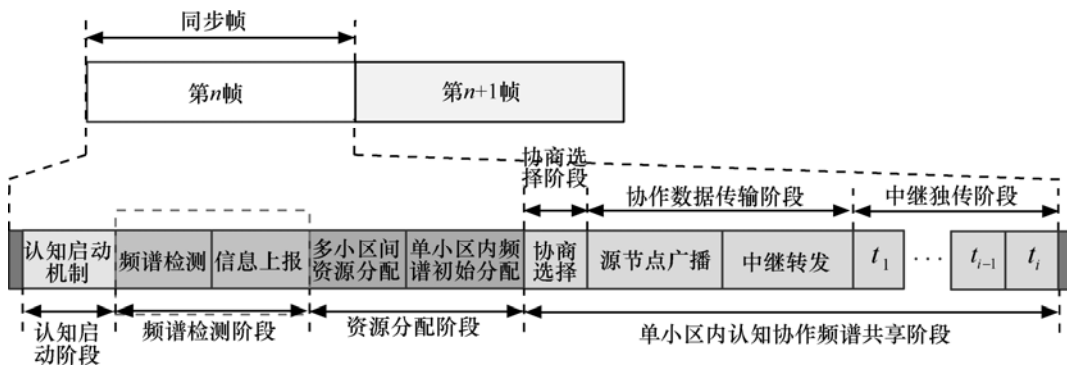 同步帧
第n帧
第n+1帧
协商选
择阶段
协作数据传输阶段
中继独传阶段
认知启动
机制
频谱检测
信息上报
多小区间
资源分配
单小区内频
谱初始分配
协商
选择
源节点广播
中继转发
t1
···
ti−1
ti
认知启
动阶段
频谱检测阶段
资源分配阶段
单小区内认知协作频谱共享阶段